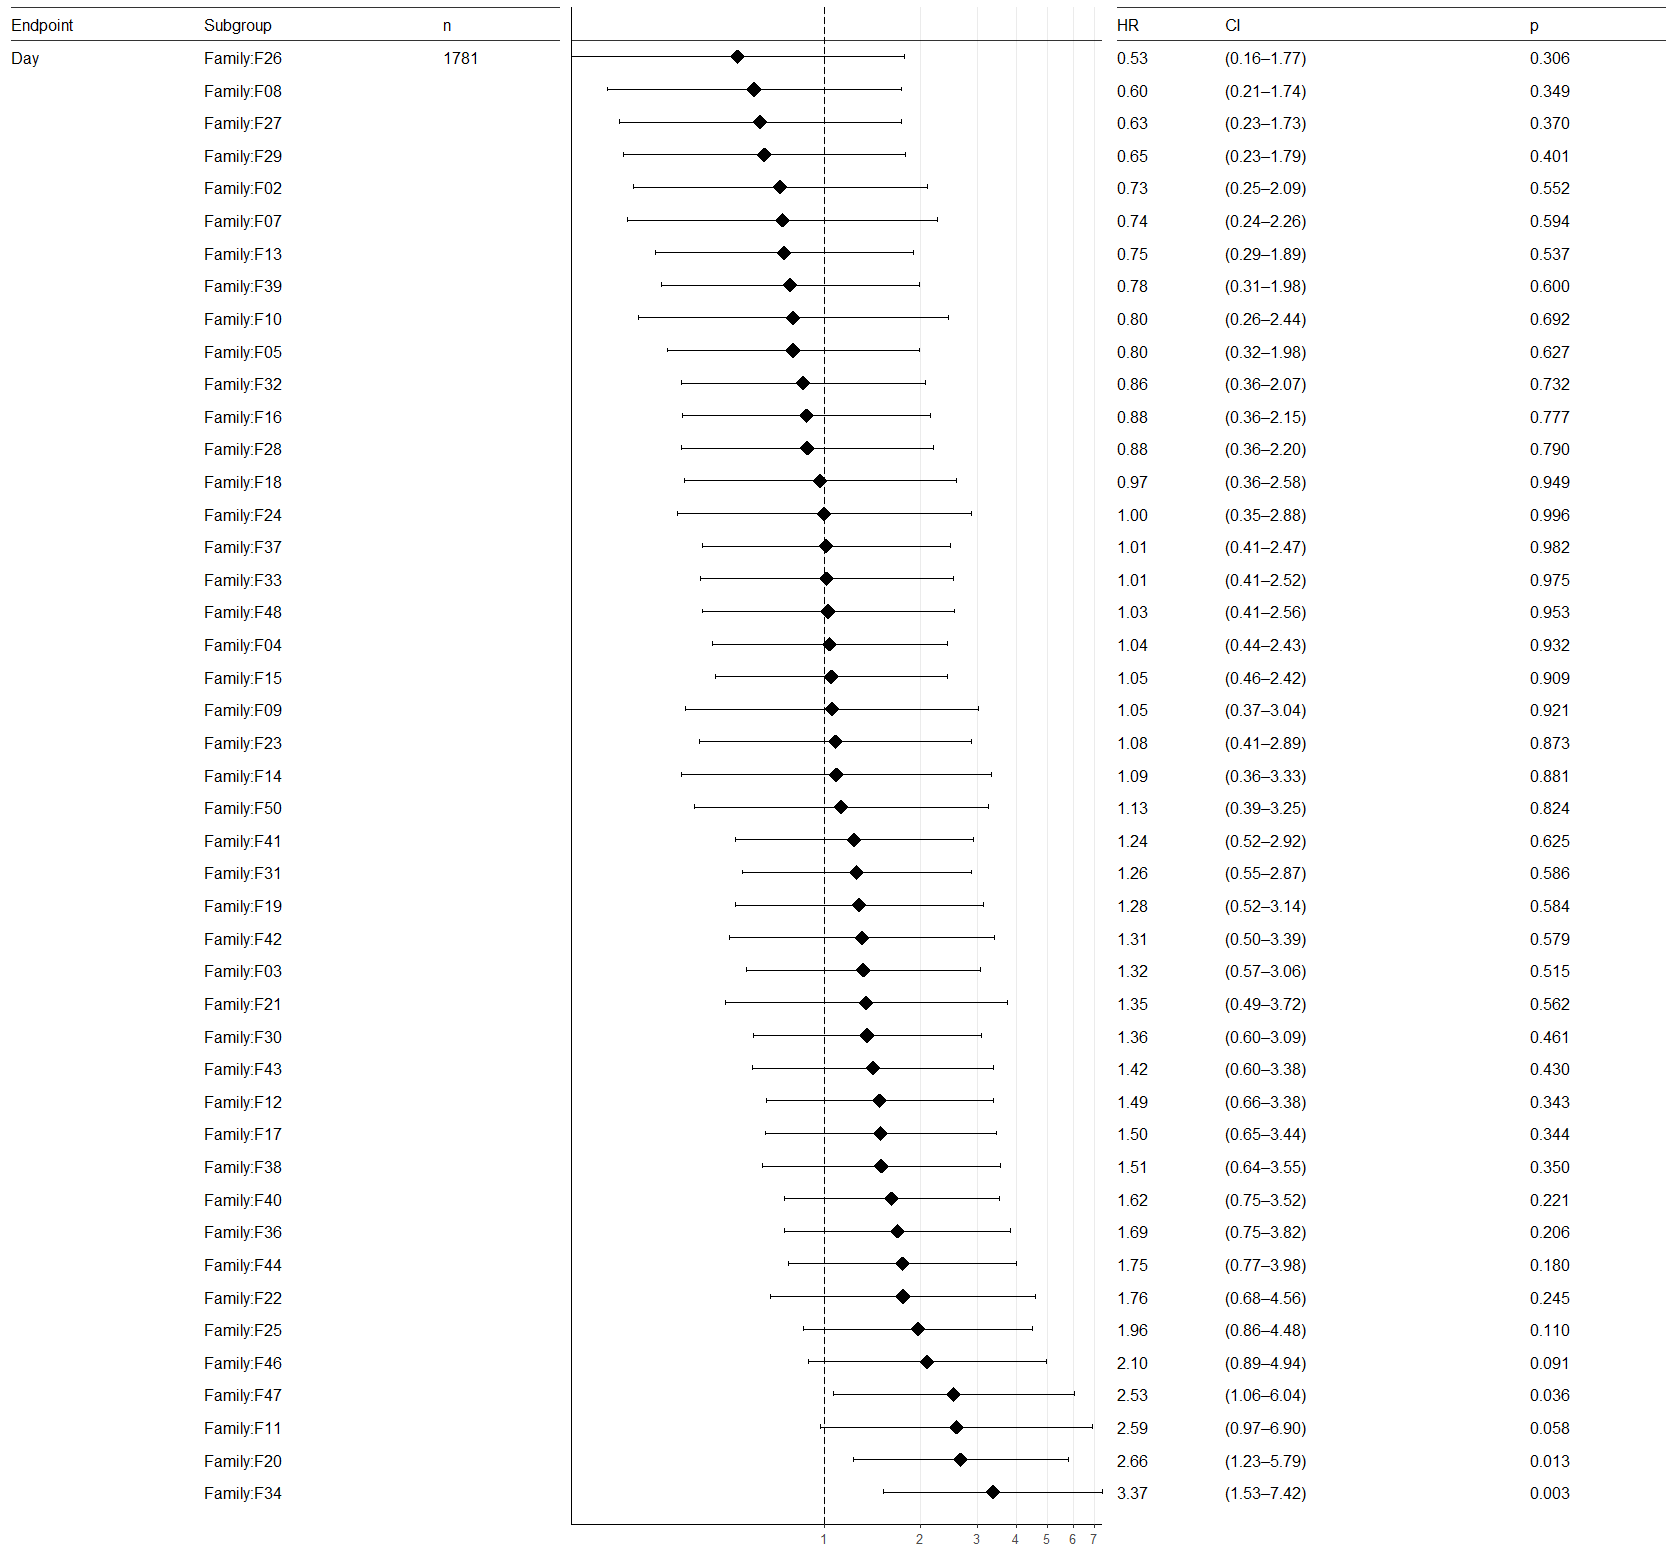 Endpoint Subgroup n HR CI p
Day Family:F26 1781 0.53 (0.16–1.77) 0.306
Family:F08 0.60 (0.21–1.74) 0.349
Family:F27 0.63 (0.23–1.73) 0.370
Family:F29 0.65 (0.23–1.79) 0.401
Family:F02 0.73 (0.25–2.09) 0.552
Family:F07 0.74 (0.24–2.26) 0.594
Family:F13 0.75 (0.29–1.89) 0.537
Family:F39 0.78 (0.31–1.98) 0.600
Family:F10 0.80 (0.26–2.44) 0.692
Family:F05 0.80 (0.32–1.98) 0.627
Family:F32 0.86 (0.36–2.07) 0.732
Family:F16 0.88 (0.36–2.15) 0.777
Family:F28 0.88 (0.36–2.20) 0.790
Family:F18 0.97 (0.36–2.58) 0.949
Family:F24 1.00 (0.35–2.88) 0.996
Family:F37 1.01 (0.41–2.47) 0.982
Family:F33 1.01 (0.41–2.52) 0.975
Family:F48 1.03 (0.41–2.56) 0.953
Family:F04 1.04 (0.44–2.43) 0.932
Family:F15 1.05 (0.46–2.42) 0.909
Family:F09 1.05 (0.37–3.04) 0.921
Family:F23 1.08 (0.41–2.89) 0.873
Family:F14 1.09 (0.36–3.33) 0.881
Family:F50 1.13 (0.39–3.25) 0.824
Family:F41 1.24 (0.52–2.92) 0.625
Family:F31 1.26 (0.55–2.87) 0.586
Family:F19 1.28 (0.52–3.14) 0.584
Family:F42 1.31 (0.50–3.39) 0.579
Family:F03 1.32 (0.57–3.06) 0.515
Family:F21 1.35 (0.49–3.72) 0.562
Family:F30 1.36 (0.60–3.09) 0.461
Family:F43 1.42 (0.60–3.38) 0.430
Family:F12 1.49 (0.66–3.38) 0.343
Family:F17 1.50 (0.65–3.44) 0.344
Family:F38 1.51 (0.64–3.55) 0.350
Family:F40 1.62 (0.75–3.52) 0.221
Family:F36 1.69 (0.75–3.82) 0.206
Family:F44 1.75 (0.77–3.98) 0.180
Family:F22 1.76 (0.68–4.56) 0.245
Family:F25 1.96 (0.86–4.48) 0.110
Family:F46 2.10 (0.89–4.94) 0.091
Family:F47 2.53 (1.06–6.04) 0.036
Family:F11 2.59 (0.97–6.90) 0.058
Family:F20 2.66 (1.23–5.79) 0.013
Family:F34 3.37 (1.53–7.42) 0.003
1 2 3 4 5 6 7